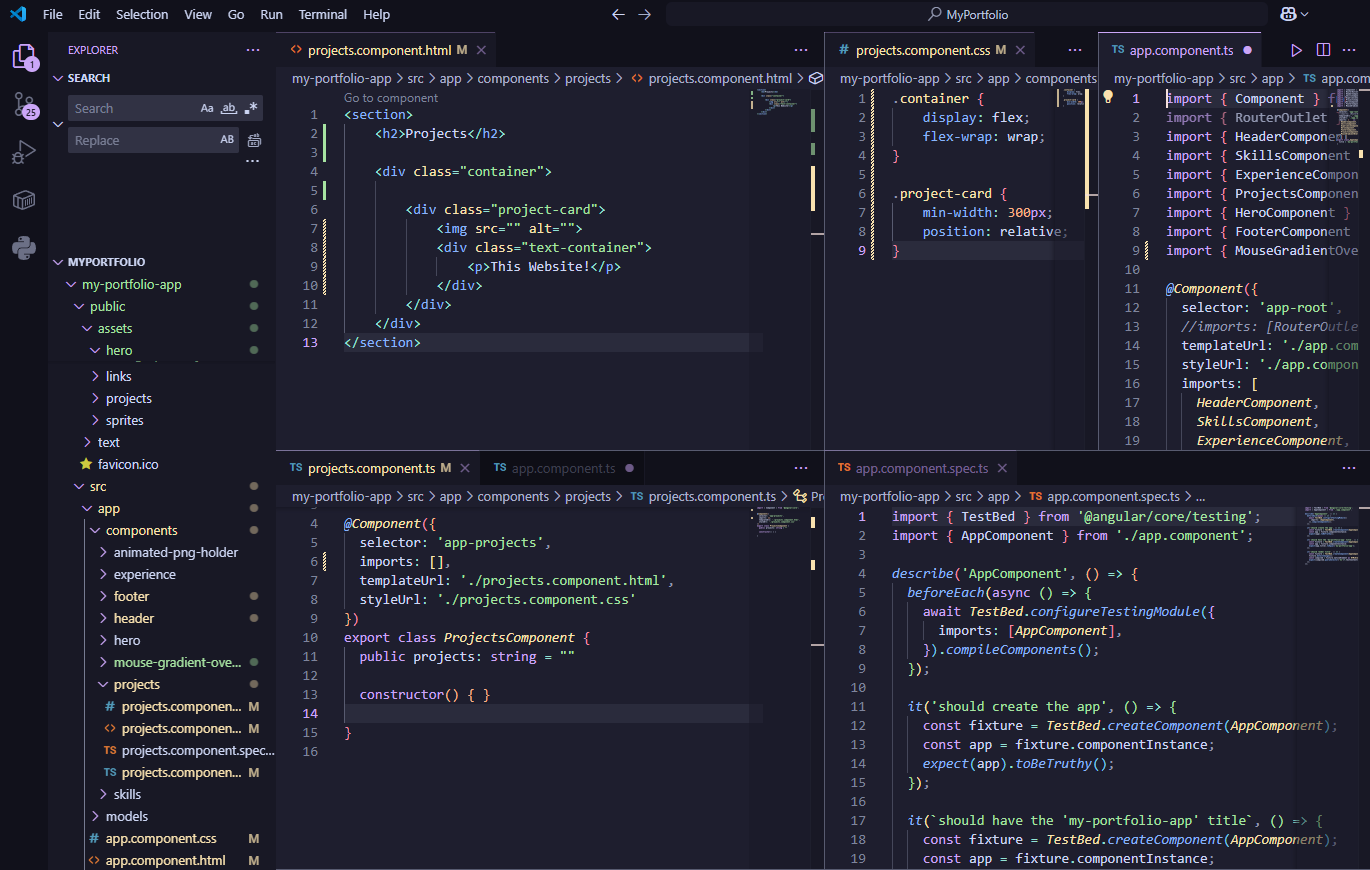 File Edit Selection View Go Run Terminal Help
MyPortfolio
EXPLORER
SEARCH
Search
Aa ab .*
Replace
AB
1
25
MYPORTFOLIO
my-portfolio-app
public
assets
hero
links
projects
sprites
text
favicon.ico
src
app
components
animated-png-holder
experience
footer
header
hero
mouse-gradient-ove...
projects
# projects.componen... M
<> projects.componen... M
TS projects.component.spec...
TS projects.componen... M
skills
models
# app.component.css M
<> app.component.html M
<> projects.component.html M
my-portfolio-app > src > app > components > projects > <> projects.component.html >
Go to component
1 <section>
2 <h2>Projects</h2>
3
4 <div class="container">
5
6 <div class="project-card">
7 <img src="" alt="">
8 <div class="text-container">
9 <p>This Website!</p>
10 </div>
11 </div>
12 </div>
13 </section>
# projects.component.css M
my-portfolio-app > src > app > components
1 .container {
2 display: flex;
3 flex-wrap: wrap;
4 }
5
6 .project-card {
7 min-width: 300px;
8 position: relative;
9 }
TS app.component.ts
my-portfolio-app > src > app > TS app.com
1 import { Component } f
2 import { RouterOutlet
3 import { HeaderComponen
4 import { SkillsComponent
5 import { ExperienceCompon
6 import { ProjectsComponen
7 import { HeroComponent }
8 import { FooterComponent
9 import { MouseGradientOve
10
11 @Component({
12 selector: 'app-root',
13 //imports: [RouterOutle
14 templateUrl: './app.com
15 styleUrl: './app.compon
16 imports: [
17 HeaderComponent,
18 SkillsComponent,
19 ExperienceComponent,
TS projects.component.ts M
TS app.component.ts
my-portfolio-app > src > app > components > projects > TS projects.component.ts > Pr
4 @Component({
5 selector: 'app-projects',
6 imports: [],
7 templateUrl: './projects.component.html',
8 styleUrl: './projects.component.css'
9 })
10 export class ProjectsComponent {
11 public projects: string = ""
12
13 constructor() { }
14
15 }
16
TS app.component.spec.ts
my-portfolio-app > src > app > TS app.component.spec.ts > ...
1 import { TestBed } from '@angular/core/testing';
2 import { AppComponent } from './app.component';
3
4 describe('AppComponent', () => {
5 beforeEach(async () => {
6 await TestBed.configureTestingModule({
7 imports: [AppComponent],
8 }).compileComponents();
9 });
10
11 it('should create the app', () => {
12 const fixture = TestBed.createComponent(AppComponent);
13 const app = fixture.componentInstance;
14 expect(app).toBeTruthy();
15 });
16
17 it(`should have the 'my-portfolio-app' title`, () => {
18 const fixture = TestBed.createComponent(AppComponent);
19 const app = fixture.componentInstance;